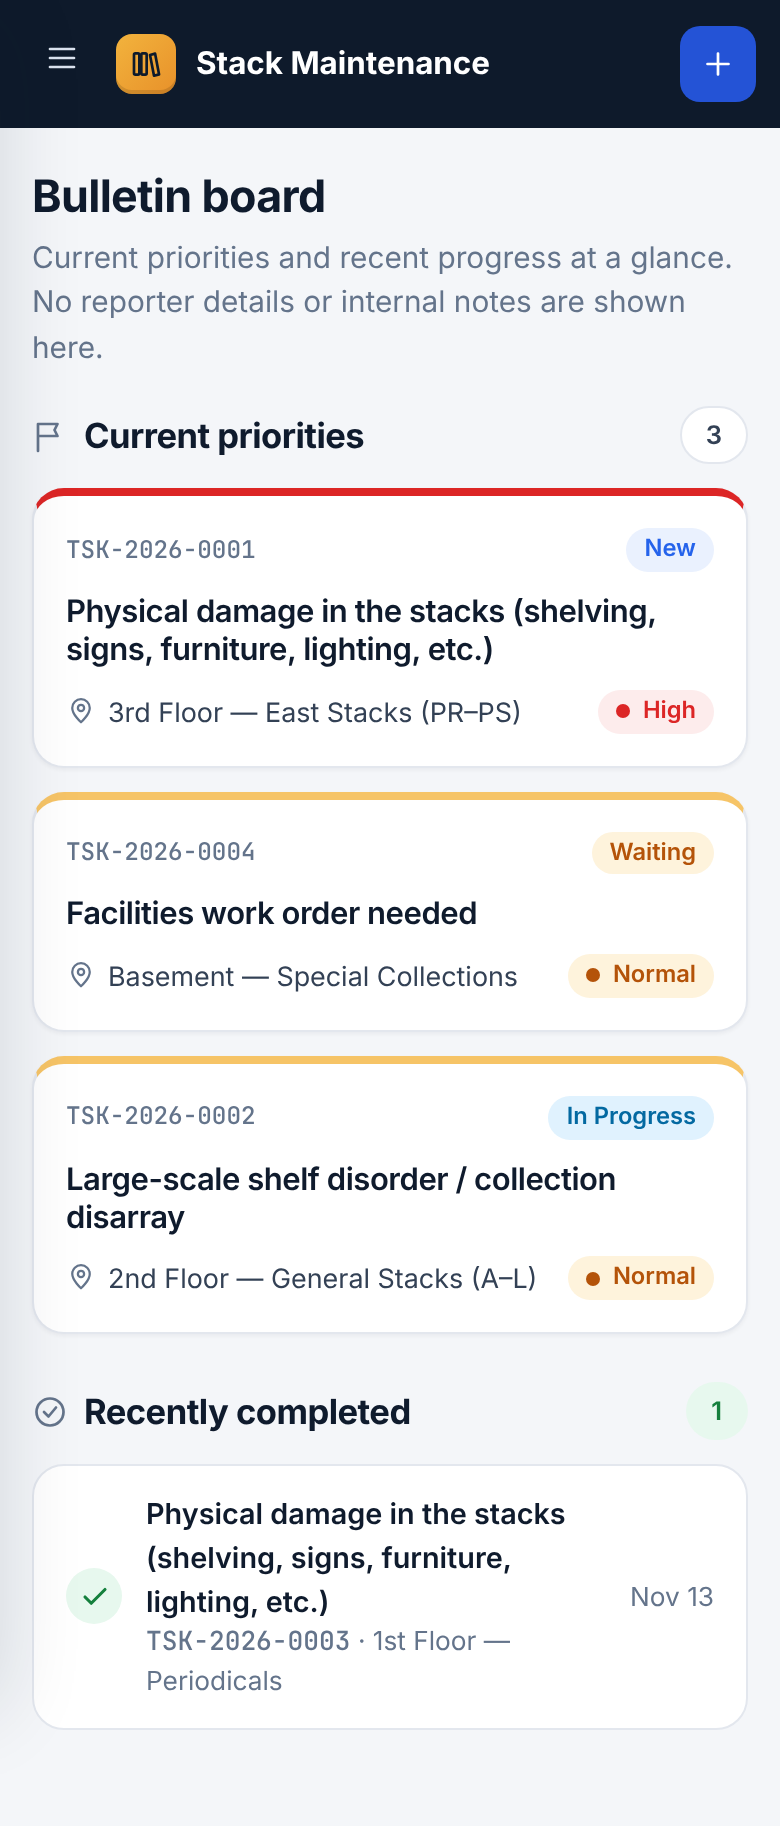 Stack Maintenance
Bulletin board
Current priorities and recent progress at a glance.
No reporter details or internal notes are shown
here.
Current priorities
3
TSK-2026-0001
New
Physical damage in the stacks (shelving,
signs, furniture, lighting, etc.)
3rd Floor — East Stacks (PR–PS)
High
TSK-2026-0004
Waiting
Facilities work order needed
Basement — Special Collections
Normal
TSK-2026-0002
In Progress
Large-scale shelf disorder / collection
disarray
2nd Floor — General Stacks (A–L)
Normal
Recently completed
1
Physical damage in the stacks
(shelving, signs, furniture,
lighting, etc.)
TSK-2026-0003 · 1st Floor —
Periodicals
Nov 13